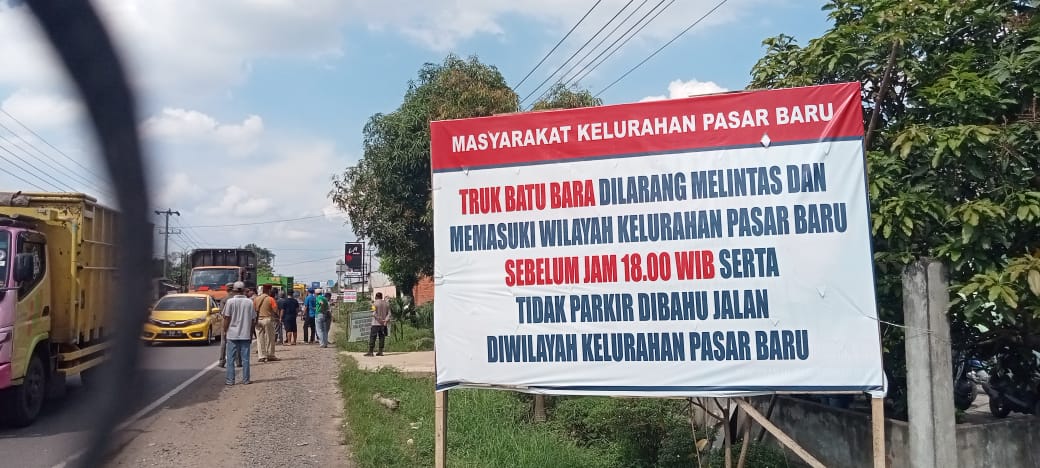 MASYARAKAT KELURAHAN PASAR BARU
TRUK BATU BARA DILARANG MELINTAS DAN
MEMASUKI WILAYAH KELURAHAN PASAR BARU
SEBELUM JAM 18.00 WIB SERTA
TIDAK PARKIR DIBAHU JALAN
DIWILAYAH KELURAHAN PASAR BARU